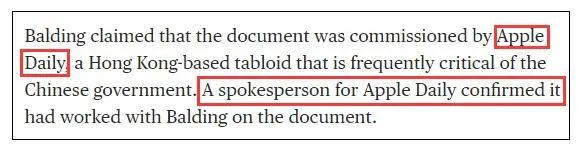 Balding claimed that the document was commissioned by Apple
Daily, a Hong Kong-based tabloid that is frequently critical of the
Chinese government. A spokesperson for Apple Daily confirmed it
had worked with Balding on the document.